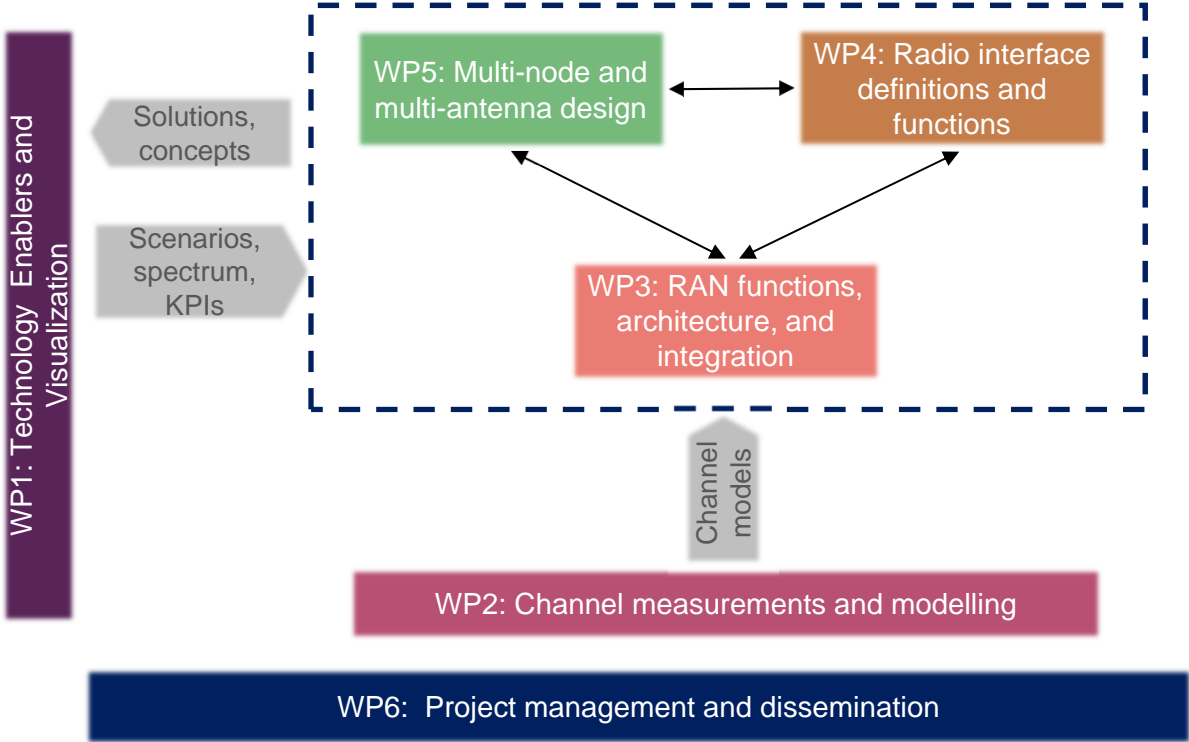 WP1: Technology  Enablers and
Visualization
Solutions,
concepts
Scenarios,
spectrum,
KPIs
WP5: Multi-node and
multi-antenna design
WP4: Radio interface
definitions and
functions
WP3: RAN functions,
architecture, and
integration
Channel
models
WP2: Channel measurements and modelling
WP6:  Project management and dissemination